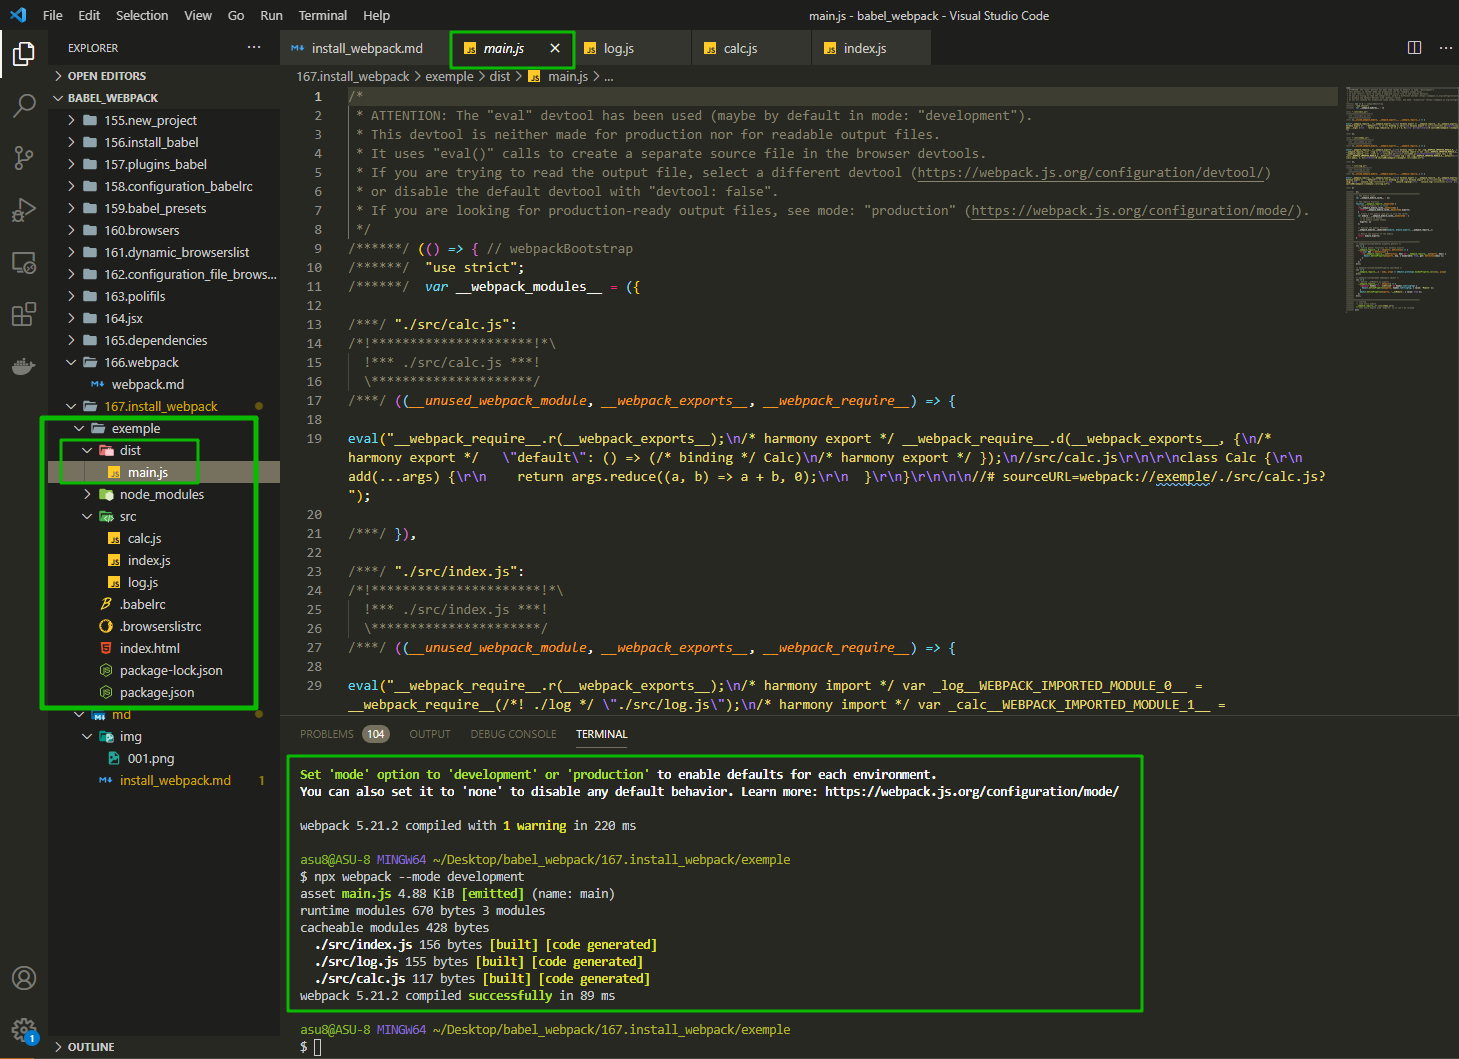 File Edit Selection View Go Run Terminal Help
main.js - babel_webpack - Visual Studio Code
EXPLORER ...
OPEN EDITORS
BABEL_WEBPACK
155.new_project
156.install_babel
157.plugins_babel
158.configuration_babelrc
159.babel_presets
160.browsers
161.dynamic_browserslist
162.configuration_file_brows...
163.polifils
164.jsx
165.dependencies
166.webpack
webpack.md
167.install_webpack
exemple
dist
main.js
node_modules
src
calc.js
index.js
log.js
.babelrc
.browserslistrc
index.html
package-lock.json
package.json
md
img
001.png
install_webpack.md 1
OUTLINE
1
install_webpack.md main.js log.js calc.js index.js
167.install_webpack > exemple > dist > main.js > ...
1 /*
2 * ATTENTION: The "eval" devtool has been used (maybe by default in mode: "development").
3 * This devtool is neither made for production nor for readable output files.
4 * It uses "eval()" calls to create a separate source file in the browser devtools.
5 * If you are trying to read the output file, select a different devtool (https://webpack.js.org/configuration/devtool/)
6 * or disable the default devtool with "devtool: false".
7 * If you are looking for production-ready output files, see mode: "production" (https://webpack.js.org/configuration/mode/).
8 */
9 /******/ (() => { // webpackBootstrap
10 /******/ "use strict";
11 /******/ var __webpack_modules__ = ({
12
13 /***/ "./src/calc.js":
14 /*!*********************!*\
15 !*** ./src/calc.js ***!
16 \*********************/
17 /***/ ((__unused_webpack_module, __webpack_exports__, __webpack_require__) => {
18
19 eval("__webpack_require__.r(__webpack_exports__);\n/* harmony export */ __webpack_require__.d(__webpack_exports__, {\n/*
harmony export */   \"default\": () => (/* binding */ Calc)\n/* harmony export */ });\n//src/calc.js\r\n\r\nclass Calc {\r\n
add(...args) {\r\n    return args.reduce((a, b) => a + b, 0);\r\n  }\r\n}\r\n\n\n//# sourceURL=webpack://exemple/./src/calc.js?
");
20
21 /***/ }),
22
23 /***/ "./src/index.js":
24 /*!**********************!*\
25 !*** ./src/index.js ***!
26 \**********************/
27 /***/ ((__unused_webpack_module, __webpack_exports__, __webpack_require__) => {
28
29 eval("__webpack_require__.r(__webpack_exports__);\n/* harmony import */ var _log__WEBPACK_IMPORTED_MODULE_0__ =
__webpack_require__(/*! ./log */ \"./src/log.js\");\n/* harmony import */ var _calc__WEBPACK_IMPORTED_MODULE_1__ =
PROBLEMS 104 OUTPUT DEBUG CONSOLE TERMINAL
Set 'mode' option to 'development' or 'production' to enable defaults for each environment.
You can also set it to 'none' to disable any default behavior. Learn more: https://webpack.js.org/configuration/mode/
webpack 5.21.2 compiled with 1 warning in 220 ms
asu8@ASU-8 MINGW64 ~/Desktop/babel_webpack/167.install_webpack/exemple
$ npx webpack --mode development
asset main.js 4.88 KiB [emitted] (name: main)
runtime modules 670 bytes 3 modules
cacheable modules 428 bytes
./src/index.js 156 bytes [built] [code generated]
./src/log.js 155 bytes [built] [code generated]
./src/calc.js 117 bytes [built] [code generated]
webpack 5.21.2 compiled successfully in 89 ms
asu8@ASU-8 MINGW64 ~/Desktop/babel_webpack/167.install_webpack/exemple
$